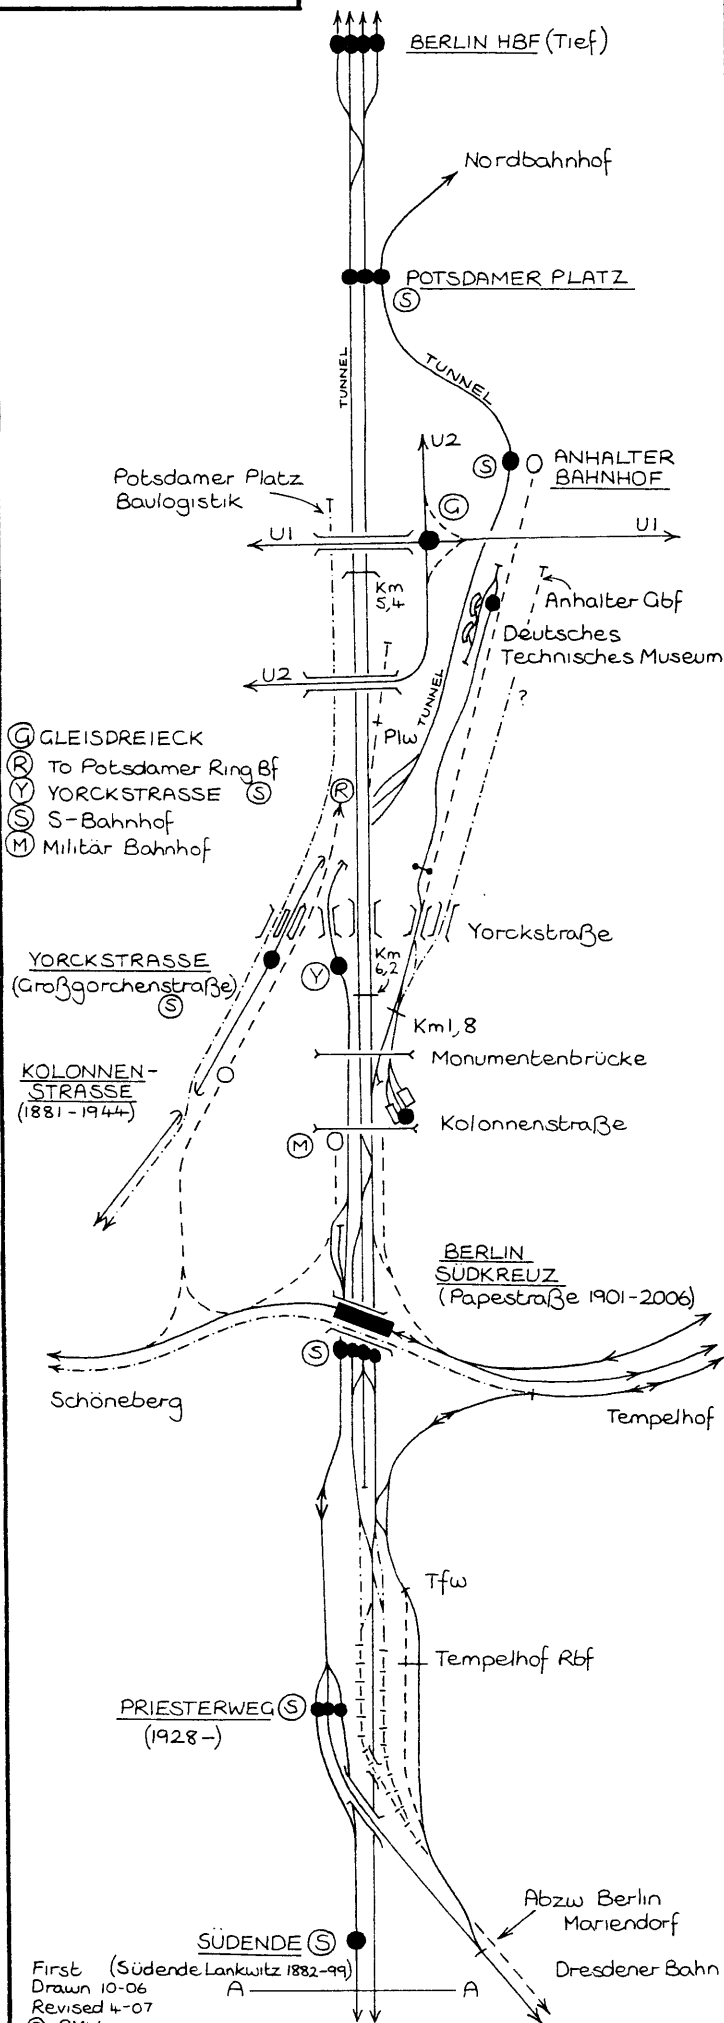 BERLIN HBF (Tief)
Nordbahnhof
POTSDAMER PLATZ
S
TUNNEL
TUNNEL
U2
S
ANHALTER
BAHNHOF
Potsdamer Platz
Baulogistik
G
U1
U1
Km
5,4
Anhalter Gbf
Deutsches
Technisches Museum
U2
TUNNEL
?
Plw
G GLEISDREIECK
R To Potsdamer Ring Bf
Y YORCKSTRASSE S
S S-Bahnhof
M Militär Bahnhof
R
Yorckstraße
YORCKSTRASSE
(Großgorchenstraße)
S
Y
Km
6,2
Km1,8
Monumentenbrücke
KOLONNEN-
STRASSE
(1881-1944)
Kolonnenstraße
M
BERLIN
SÜDKREUZ
(Papestraße 1901-2006)
S
Schöneberg
Tempelhof
Tfw
Tempelhof Rbf
PRIESTERWEG S
(1928-)
Abzw Berlin
Mariendorf
SÜDENDE S
(Südende Lankwitz 1882-99)
Dresdener Bahn
A A
First
Drawn 10-06
Revised 4-07